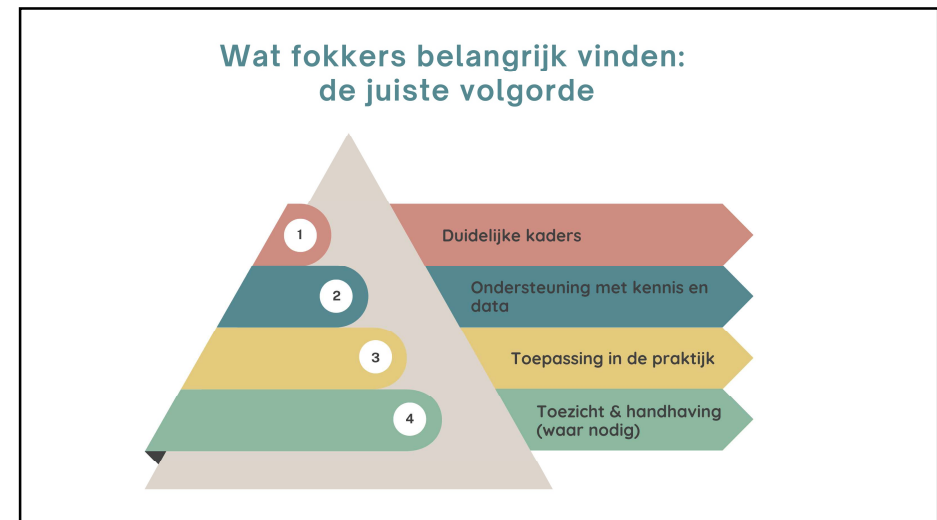 Wat fokkers belangrijk vinden:
de juiste volgorde
1
Duidelijke kaders
2
Ondersteuning met kennis en
data
3
Toepassing in de praktijk
4
Toezicht & handhaving
(waar nodig)